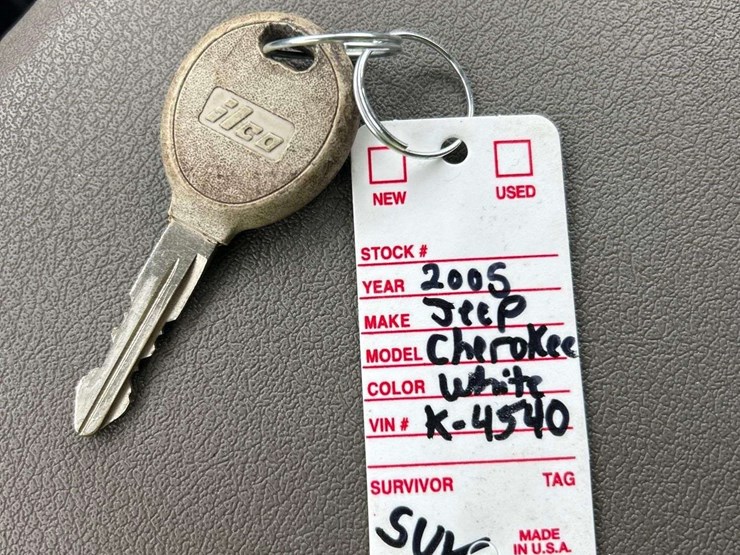 ilco
NEW USED
STOCK #
YEAR 2005
MAKE Jeep
MODEL Cherokee
COLOR White
VIN # K-4540
SURVIVOR TAG
MADE
IN U.S.A.